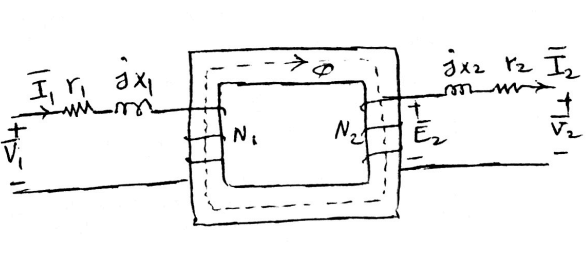 Ī₁ r₁ jx₁ φ jx₂ r₂ Ī₂
+ + +
V̄₁ N₁ N₂ Ē₂ V̄₂
− − −